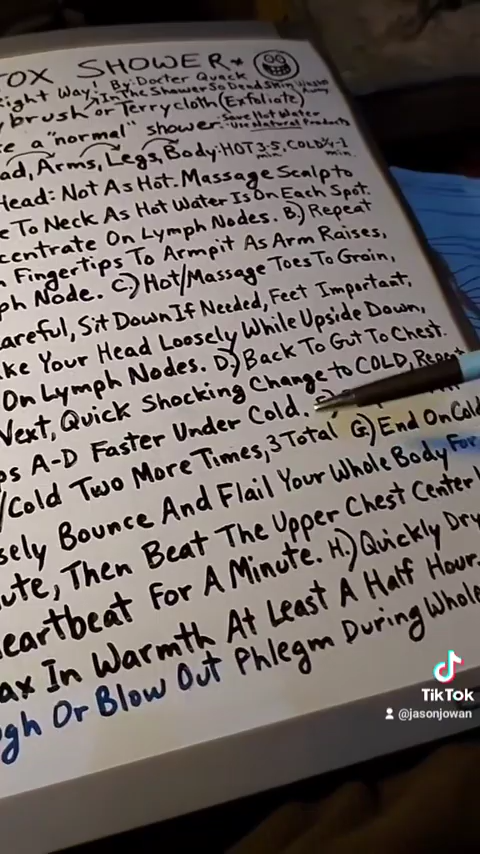 TOX SHOWER*
Right Way! By: Docter Quack
In The Shower So Dead Skin Washes Away
brush or Terrycloth (Exfoliate)
e a "normal" shower. Save Hot Water
Use Natural Products
ad, Arms, Legs, Body: HOT 3-5 min, COLD ½-1 min.
Head: Not As Hot. Massage Scalp to
e To Neck As Hot Water Is On Each Spot.
centrate On Lymph Nodes. B.) Repeat
Fingertips To Armpit As Arm Raises,
ph Node. C.) Hot/Massage Toes To Groin,
areful, Sit Down If Needed, Feet Important,
ke Your Head Loosely While Upside Down,
On Lymph Nodes. D.) Back To Gut To Chest.
Next, Quick Shocking Change to COLD, Repeat
ps A-D Faster Under Cold.
/Cold Two More Times, 3 Total G.) End On Cold
sely Bounce And Flail Your Whole Body For
ute, Then Beat The Upper Chest Center
eartbeat For A Minute. H.) Quickly Dry
ax In Warmth At Least A Half Hour.
gh Or Blow Out Phlegm During Whole
TikTok
@jasonjowan